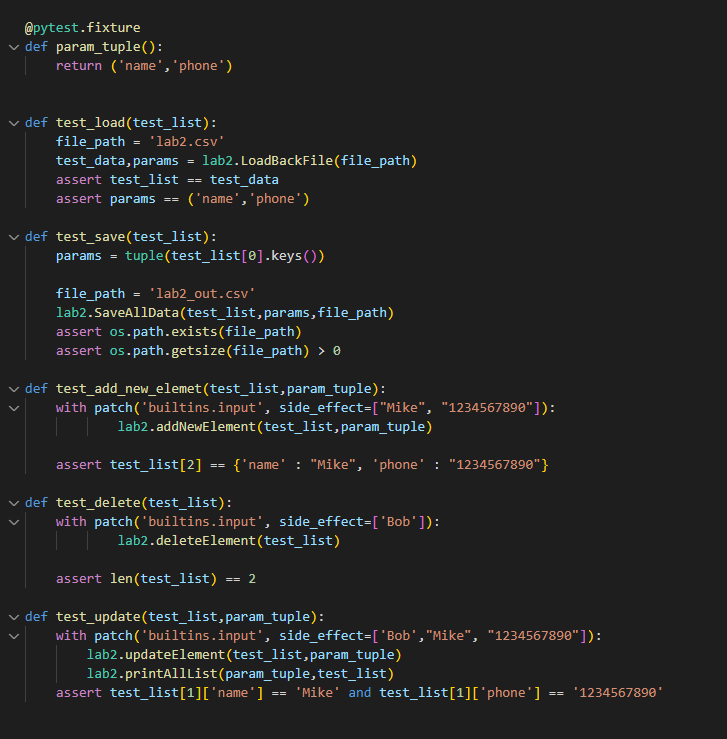 @pytest.fixture
def param_tuple():
    return ('name','phone')
def test_load(test_list):
    file_path = 'lab2.csv'
    test_data,params = lab2.LoadBackFile(file_path)
    assert test_list == test_data
    assert params == ('name','phone')
def test_save(test_list):
    params = tuple(test_list[0].keys())
    file_path = 'lab2_out.csv'
    lab2.SaveAllData(test_list,params,file_path)
    assert os.path.exists(file_path)
    assert os.path.getsize(file_path) > 0
def test_add_new_elemet(test_list,param_tuple):
    with patch('builtins.input', side_effect=["Mike", "1234567890"]):
            lab2.addNewElement(test_list,param_tuple)
    assert test_list[2] == {'name' : "Mike", 'phone' : "1234567890"}
def test_delete(test_list):
    with patch('builtins.input', side_effect=['Bob']):
            lab2.deleteElement(test_list)
    assert len(test_list) == 2
def test_update(test_list,param_tuple):
    with patch('builtins.input', side_effect=['Bob',"Mike", "1234567890"]):
        lab2.updateElement(test_list,param_tuple)
        lab2.printAllList(param_tuple,test_list)
    assert test_list[1]['name'] == 'Mike' and test_list[1]['phone'] == '1234567890'